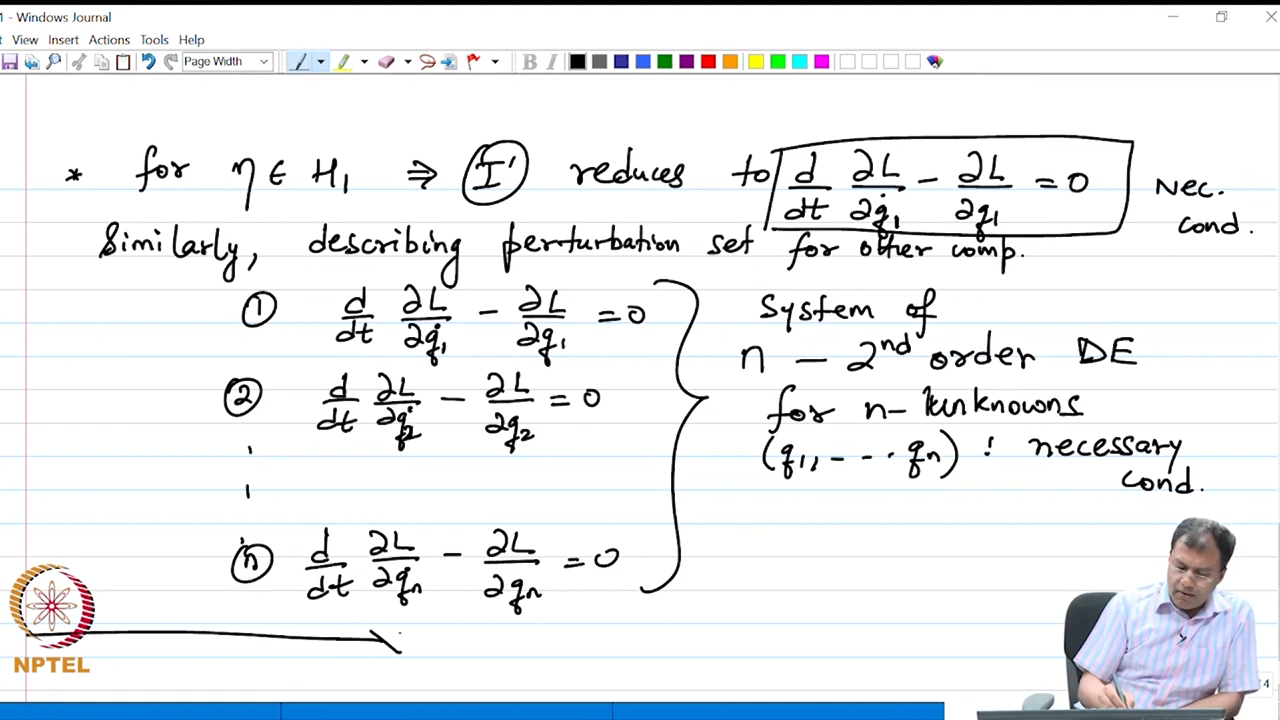 1 - Windows Journal
View Insert Actions Tools Help
Page Width
* for η ∈ H₁ ⇒ (I') reduces to d/dt ∂L/∂q̇₁ − ∂L/∂q₁ = 0 Nec. cond.
Similarly, describing perturbation set for other comp.
① d/dt ∂L/∂q̇₁ − ∂L/∂q₁ = 0
② d/dt ∂L/∂q̇₂ − ∂L/∂q₂ = 0
ⓝ d/dt ∂L/∂q̇ₙ − ∂L/∂qₙ = 0
System of
n − 2nd order DE
for n- unknowns
(q₁, - - . . qₙ) : necessary
cond.
NPTEL
14